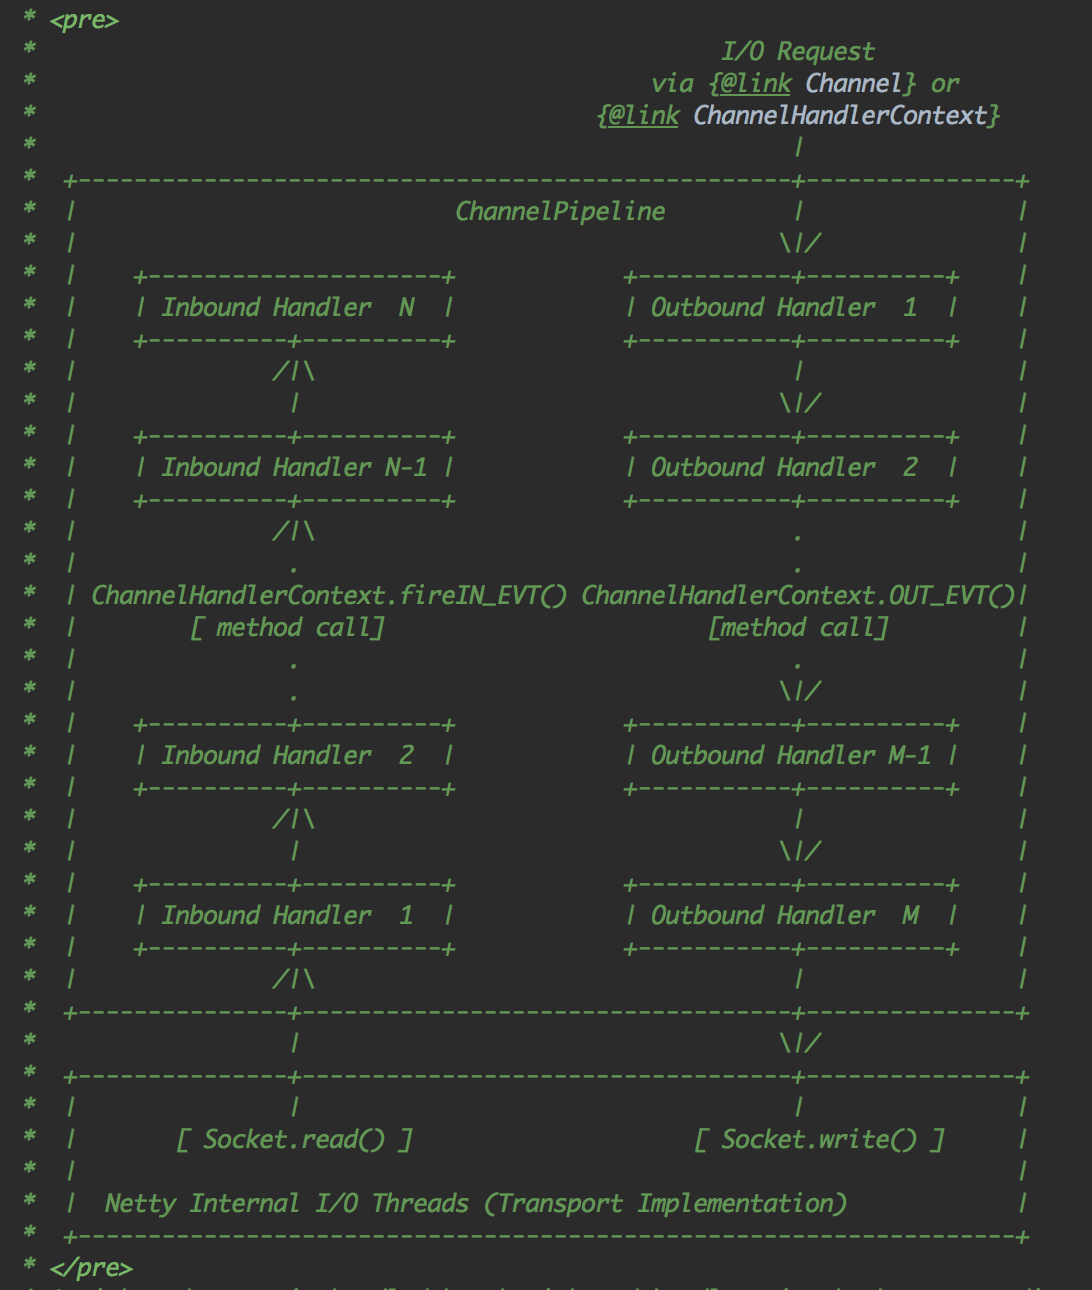 * <pre>
*                                                 I/O Request
*                                            via {@link Channel} or
*                                        {@link ChannelHandlerContext}
*                                                      |
*  +---------------------------------------------------+---------------+
*  |                           ChannelPipeline         |               |
*  |                                                  \|/              |
*  |    +---------------------+            +-----------+----------+    |
*  |    | Inbound Handler  N  |            | Outbound Handler  1  |    |
*  |    +----------+----------+            +-----------+----------+    |
*  |              /|\                                  |               |
*  |               |                                  \|/              |
*  |    +----------+----------+            +-----------+----------+    |
*  |    | Inbound Handler N-1 |            | Outbound Handler  2  |    |
*  |    +----------+----------+            +-----------+----------+    |
*  |              /|\                                  .               |
*  |               .                                   .               |
*  | ChannelHandlerContext.fireIN_EVT() ChannelHandlerContext.OUT_EVT()|
*  |        [ method call]                       [method call]         |
*  |               .                                   .               |
*  |               .                                  \|/              |
*  |    +----------+----------+            +-----------+----------+    |
*  |    | Inbound Handler  2  |            | Outbound Handler M-1 |    |
*  |    +----------+----------+            +-----------+----------+    |
*  |              /|\                                  |               |
*  |               |                                  \|/              |
*  |    +----------+----------+            +-----------+----------+    |
*  |    | Inbound Handler  1  |            | Outbound Handler  M  |    |
*  |    +----------+----------+            +-----------+----------+    |
*  |              /|\                                  |               |
*  +---------------+-----------------------------------+---------------+
*                  |                                  \|/
*  +---------------+-----------------------------------+---------------+
*  |               |                                   |               |
*  |       [ Socket.read() ]                    [ Socket.write() ]     |
*  |                                                                   |
*  |  Netty Internal I/O Threads (Transport Implementation)            |
*  +-------------------------------------------------------------------+
* </pre>